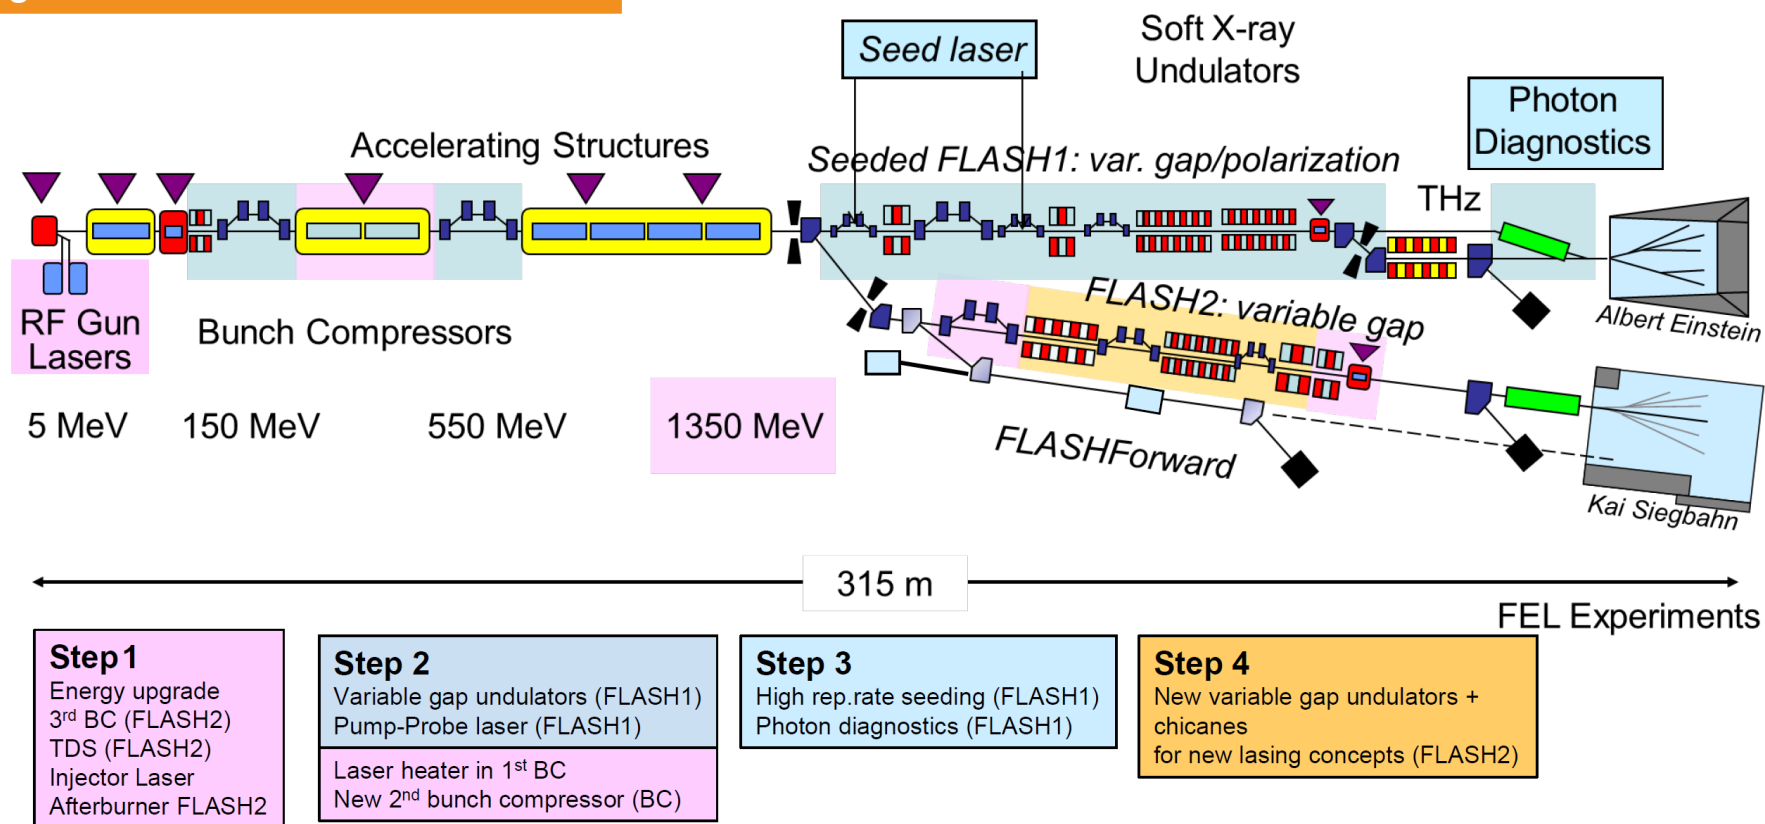 Seed laser
Soft X-ray
Undulators
Photon
Diagnostics
Accelerating Structures
Seeded FLASH1: var. gap/polarization
THz
RF Gun
Lasers
Bunch Compressors
FLASH2: variable gap
Albert Einstein
5 MeV
150 MeV
550 MeV
1350 MeV
FLASHForward
Kai Siegbahn
315 m
FEL Experiments
Step 1
Energy upgrade
3rd BC (FLASH2)
TDS (FLASH2)
Injector Laser
Afterburner FLASH2
Step 2
Variable gap undulators (FLASH1)
Pump-Probe laser (FLASH1)
Laser heater in 1st BC
New 2nd bunch compressor (BC)
Step 3
High rep.rate seeding (FLASH1)
Photon diagnostics (FLASH1)
Step 4
New variable gap undulators +
chicanes
for new lasing concepts (FLASH2)